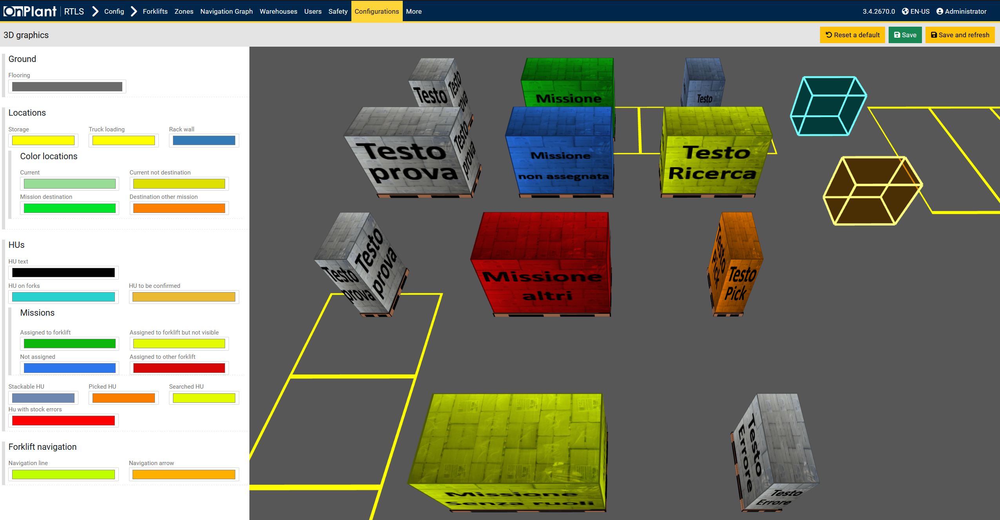 OnPlant RTLS Config Forklifts Zones Navigation Graph Warehouses Users Safety Configurations More 3.4.2670.0 EN-US Administrator
3D graphics Reset a default Save Save and refresh
Ground
Flooring
Locations
Storage Truck loading Rack wall
Color locations
Current Current not destination
Mission destination Destination other mission
HUs
HU text
HU on forks HU to be confirmed
Missions
Assigned to forklift Assigned to forklift but not visible
Not assigned Assigned to other forklift
Stackable HU Picked HU Searched HU
Hu with stock errors
Forklift navigation
Navigation line Navigation arrow
Testo
Testo
prova
Missione
Testo
Testo
prova
Testo
prova
Missione
non assegnata
Testo
Ricerca
Testo
prova
Testo
prova
Missione
altri
Testo
pick
Testo
Pick
Missione
Senza ruoli
Testo
Errore
Testo
Errore